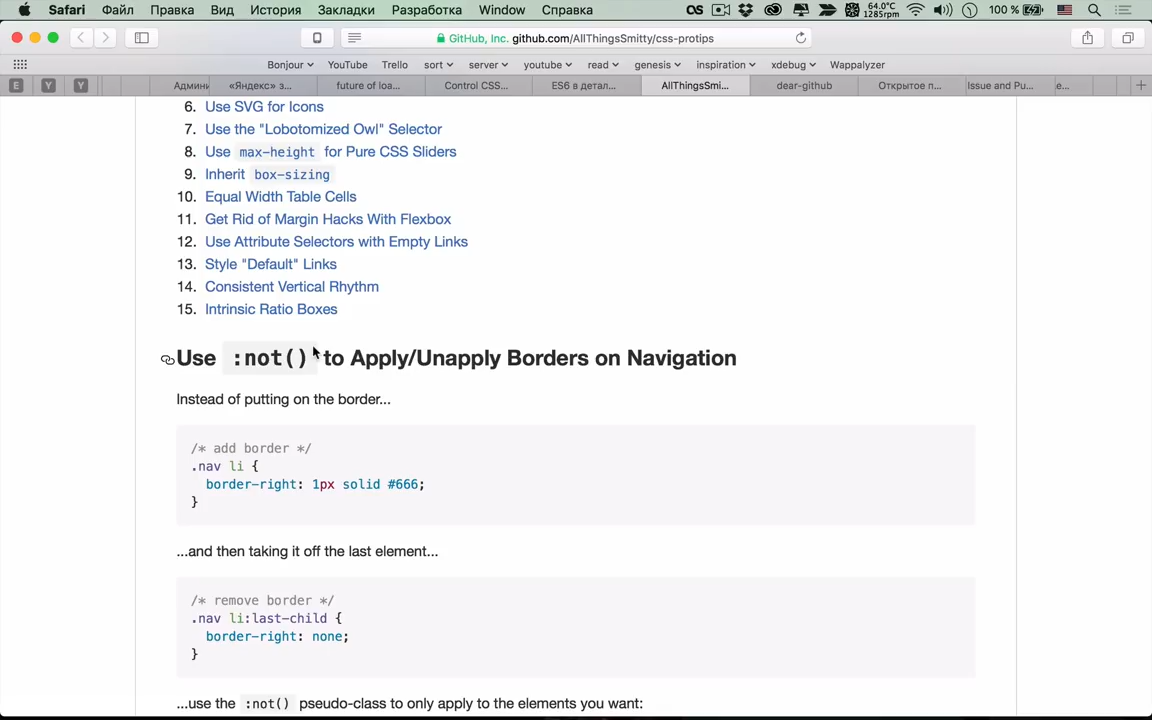 Safari Файл Правка Вид История Закладки Разработка Window Справка 64.0°C 1285rpm 100 %
GitHub, Inc. github.com/AllThingsSmitty/css-protips
Bonjour YouTube Trello sort server youtube read genesis inspiration xdebug Wappalyzer
E Y Y Админи «Яндекс» з... future of loa... Control CSS... ES6 в детал... AllThingsSmi... dear-github Открытое п... Issue and Pu... e...
6. Use SVG for Icons
7. Use the "Lobotomized Owl" Selector
8. Use max-height for Pure CSS Sliders
9. Inherit box-sizing
10. Equal Width Table Cells
11. Get Rid of Margin Hacks With Flexbox
12. Use Attribute Selectors with Empty Links
13. Style "Default" Links
14. Consistent Vertical Rhythm
15. Intrinsic Ratio Boxes
Use :not() to Apply/Unapply Borders on Navigation
Instead of putting on the border...
/* add border */
.nav li {
border-right: 1px solid #666;
}
...and then taking it off the last element...
/* remove border */
.nav li:last-child {
border-right: none;
}
...use the :not() pseudo-class to only apply to the elements you want: